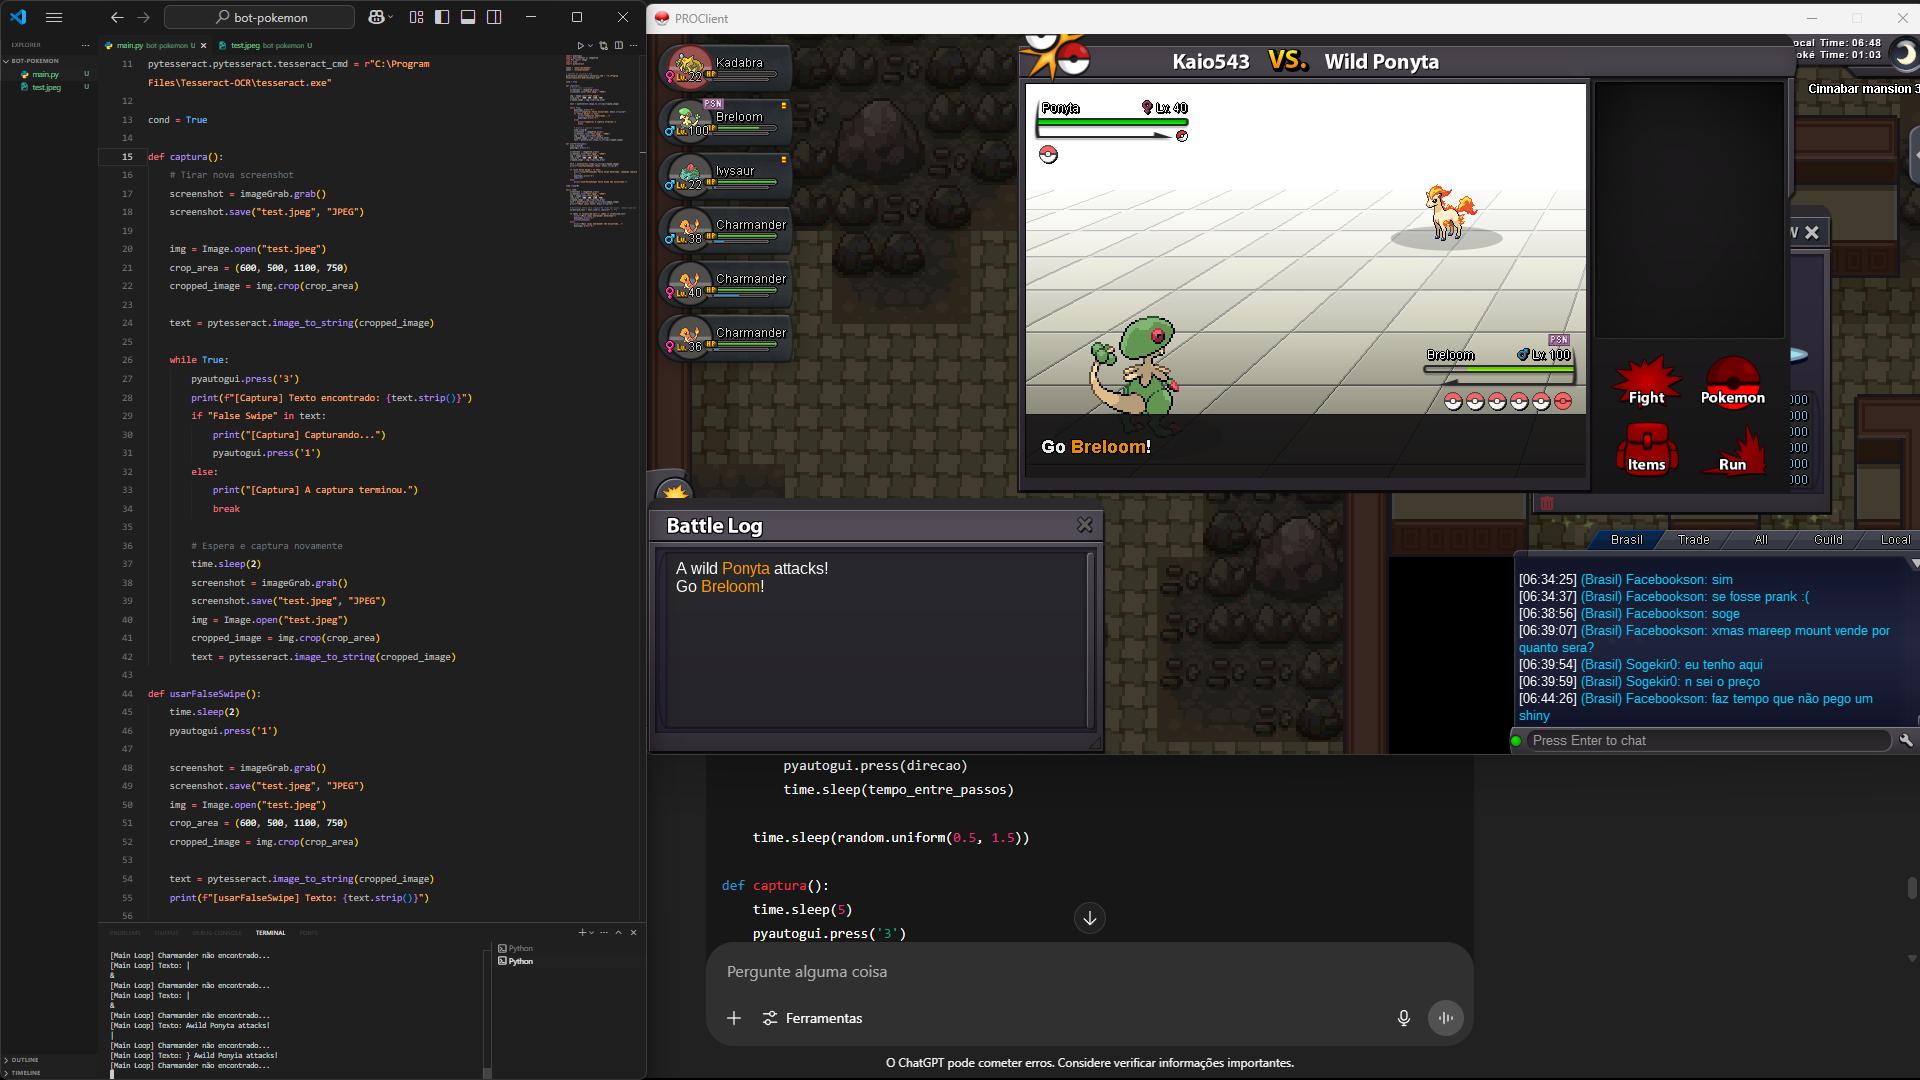 bot-pokemon
EXPLORER
BOT-POKEMON
main.py U
test.jpeg U
main.py bot-pokemon U
test.jpeg bot-pokemon U
11 pytesseract.pytesseract.tesseract_cmd = r"C:\Program
Files\Tesseract-OCR\tesseract.exe"
12
13 cond = True
14
15 def captura():
16 # Tirar nova screenshot
17 screenshot = imageGrab.grab()
18 screenshot.save("test.jpeg", "JPEG")
19
20 img = Image.open("test.jpeg")
21 crop_area = (600, 500, 1100, 750)
22 cropped_image = img.crop(crop_area)
23
24 text = pytesseract.image_to_string(cropped_image)
25
26 while True:
27 pyautogui.press('3')
28 print(f"[Captura] Texto encontrado: {text.strip()}")
29 if "False Swipe" in text:
30 print("[Captura] Capturando...")
31 pyautogui.press('1')
32 else:
33 print("[Captura] A captura terminou.")
34 break
35
36 # Espera e captura novamente
37 time.sleep(2)
38 screenshot = imageGrab.grab()
39 screenshot.save("test.jpeg", "JPEG")
40 img = Image.open("test.jpeg")
41 cropped_image = img.crop(crop_area)
42 text = pytesseract.image_to_string(cropped_image)
43
44 def usarFalseSwipe():
45 time.sleep(2)
46 pyautogui.press('1')
47
48 screenshot = imageGrab.grab()
49 screenshot.save("test.jpeg", "JPEG")
50 img = Image.open("test.jpeg")
51 crop_area = (600, 500, 1100, 750)
52 cropped_image = img.crop(crop_area)
53
54 text = pytesseract.image_to_string(cropped_image)
55 print(f"[usarFalseSwipe] Texto: {text.strip()}")
56
PROBLEMS OUTPUT DEBUG CONSOLE TERMINAL PORTS
[Main Loop] Charmander não encontrado...
[Main Loop] Texto: |
&
[Main Loop] Charmander não encontrado...
[Main Loop] Texto: |
&
[Main Loop] Charmander não encontrado...
[Main Loop] Texto: Awild Ponyta attacks!
|
[Main Loop] Charmander não encontrado...
[Main Loop] Texto: } Awild Ponyia attacks!
[Main Loop] Charmander não encontrado...
Python
Python
OUTLINE
TIMELINE
PROClient
Kadabra
Lv.22 HP
PSN
Breloom
Lv.100 HP
Ivysaur
Lv.22 HP
Charmander
Lv.38 HP
Charmander
Lv.40 HP
Charmander
Lv.36 HP
Kaio543 VS. Wild Ponyta
Ponyta Lv. 40
PSN
Breloom Lv. 100
Go Breloom!
Fight
Pokemon
Items
Run
ocal Time: 06:48
oké Time: 01:03
Cinnabar mansion 3
W
000
00
00
00
00
00
Battle Log
A wild Ponyta attacks!
Go Breloom!
Brasil Trade All Guild Local
[06:34:25] (Brasil) Facebookson: sim
[06:34:37] (Brasil) Facebookson: se fosse prank :(
[06:38:56] (Brasil) Facebookson: soge
[06:39:07] (Brasil) Facebookson: xmas mareep mount vende por
quanto sera?
[06:39:54] (Brasil) Sogekir0: eu tenho aqui
[06:39:59] (Brasil) Sogekir0: n sei o preço
[06:44:26] (Brasil) Facebookson: faz tempo que não pego um
shiny
Press Enter to chat
pyautogui.press(direcao)
time.sleep(tempo_entre_passos)
time.sleep(random.uniform(0.5, 1.5))
def captura():
time.sleep(5)
pyautogui.press('3')
Pergunte alguma coisa
Ferramentas
O ChatGPT pode cometer erros. Considere verificar informações importantes.